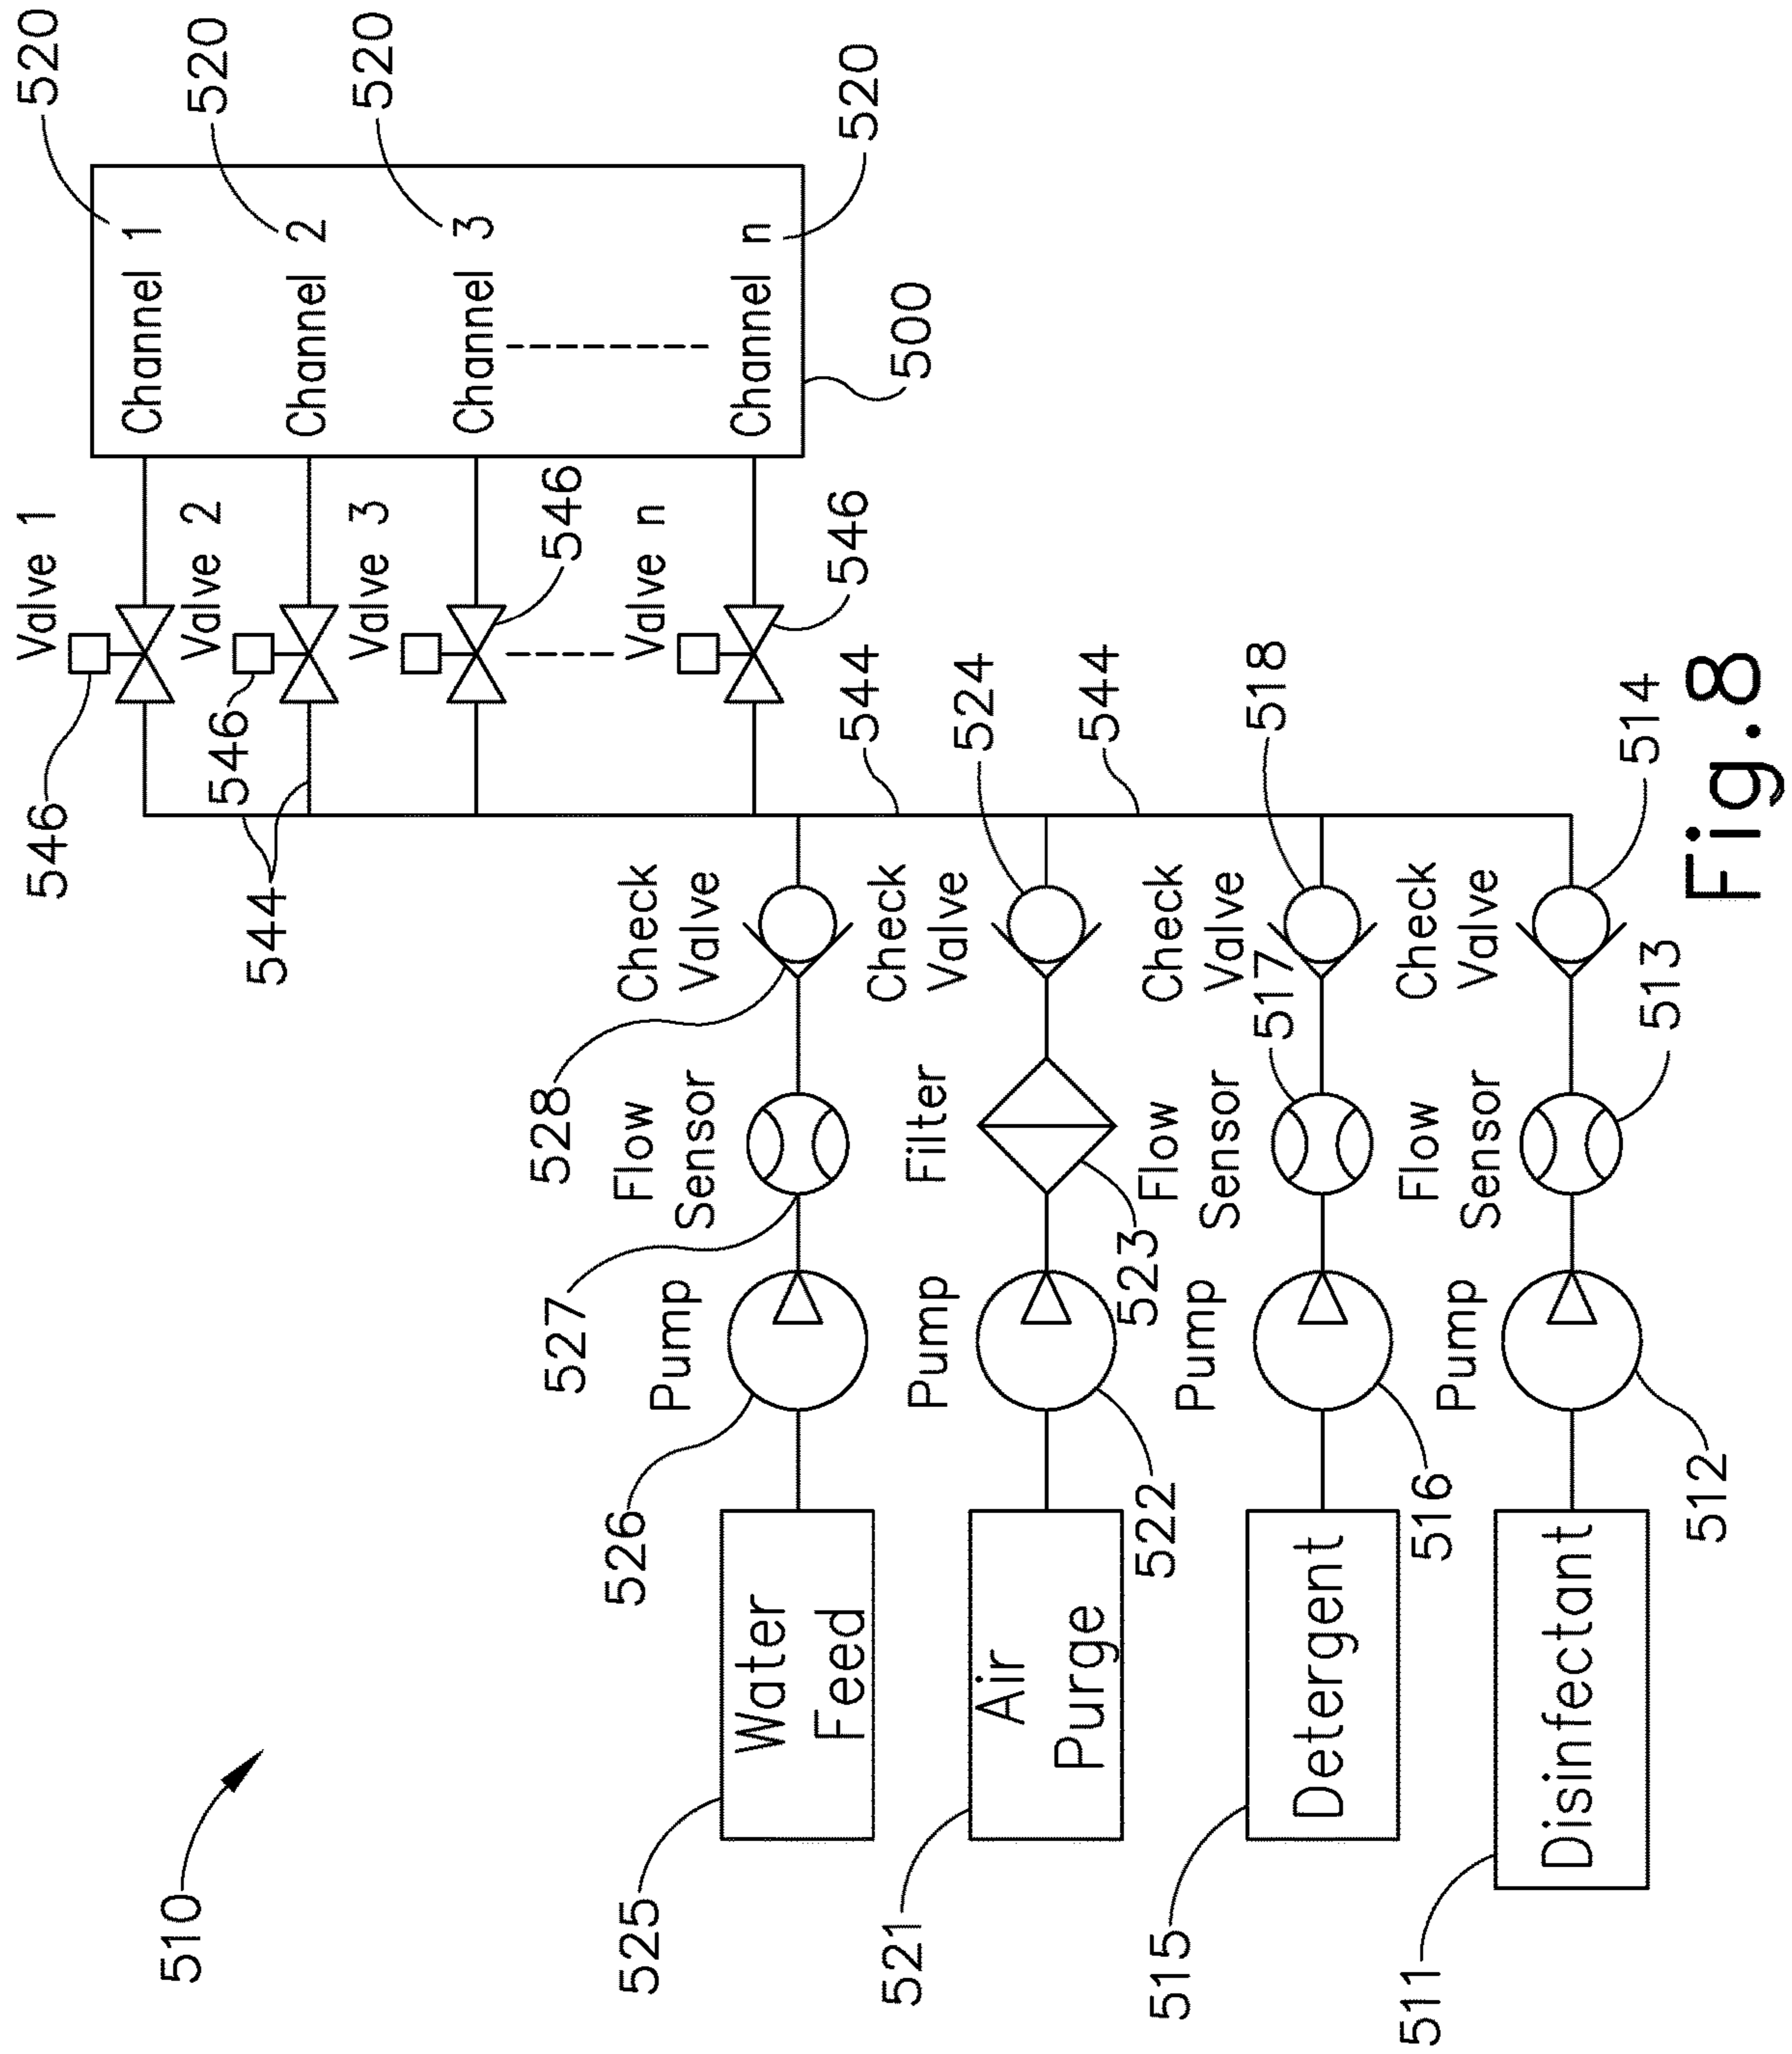 510
Valve 1
546
520
Channel 1
Valve 2
546
520
Channel 2
544
Valve 3
546
520
Channel 3
Valve n
546
520
Channel n
500
544
544
525
Water
Feed
526
Pump
527
Flow
Sensor
528
Check
Valve
521
Air
Purge
522
Pump
523
Filter
524
Check
Valve
515
Detergent
516
Pump
517
Flow
Sensor
518
Check
Valve
511
Disinfectant
512
Pump
513
Flow
Sensor
514
Check
Valve
Fig.8